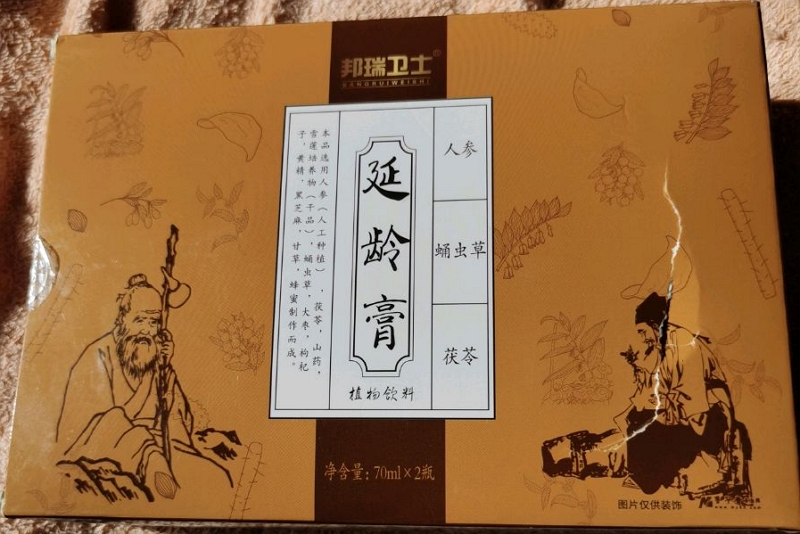 邦瑞卫士®
BANGRUIWEISHI
本品选用人参（人工种植），茯苓，山药，
雪莲培养物（干品），蛹虫草，大枣，枸杞
子，黄精，黑芝麻，甘草，蜂蜜制作而成。
延龄膏
植物饮料
人参
蛹虫草
茯苓
净含量：70ml×2瓶
图片仅供装饰